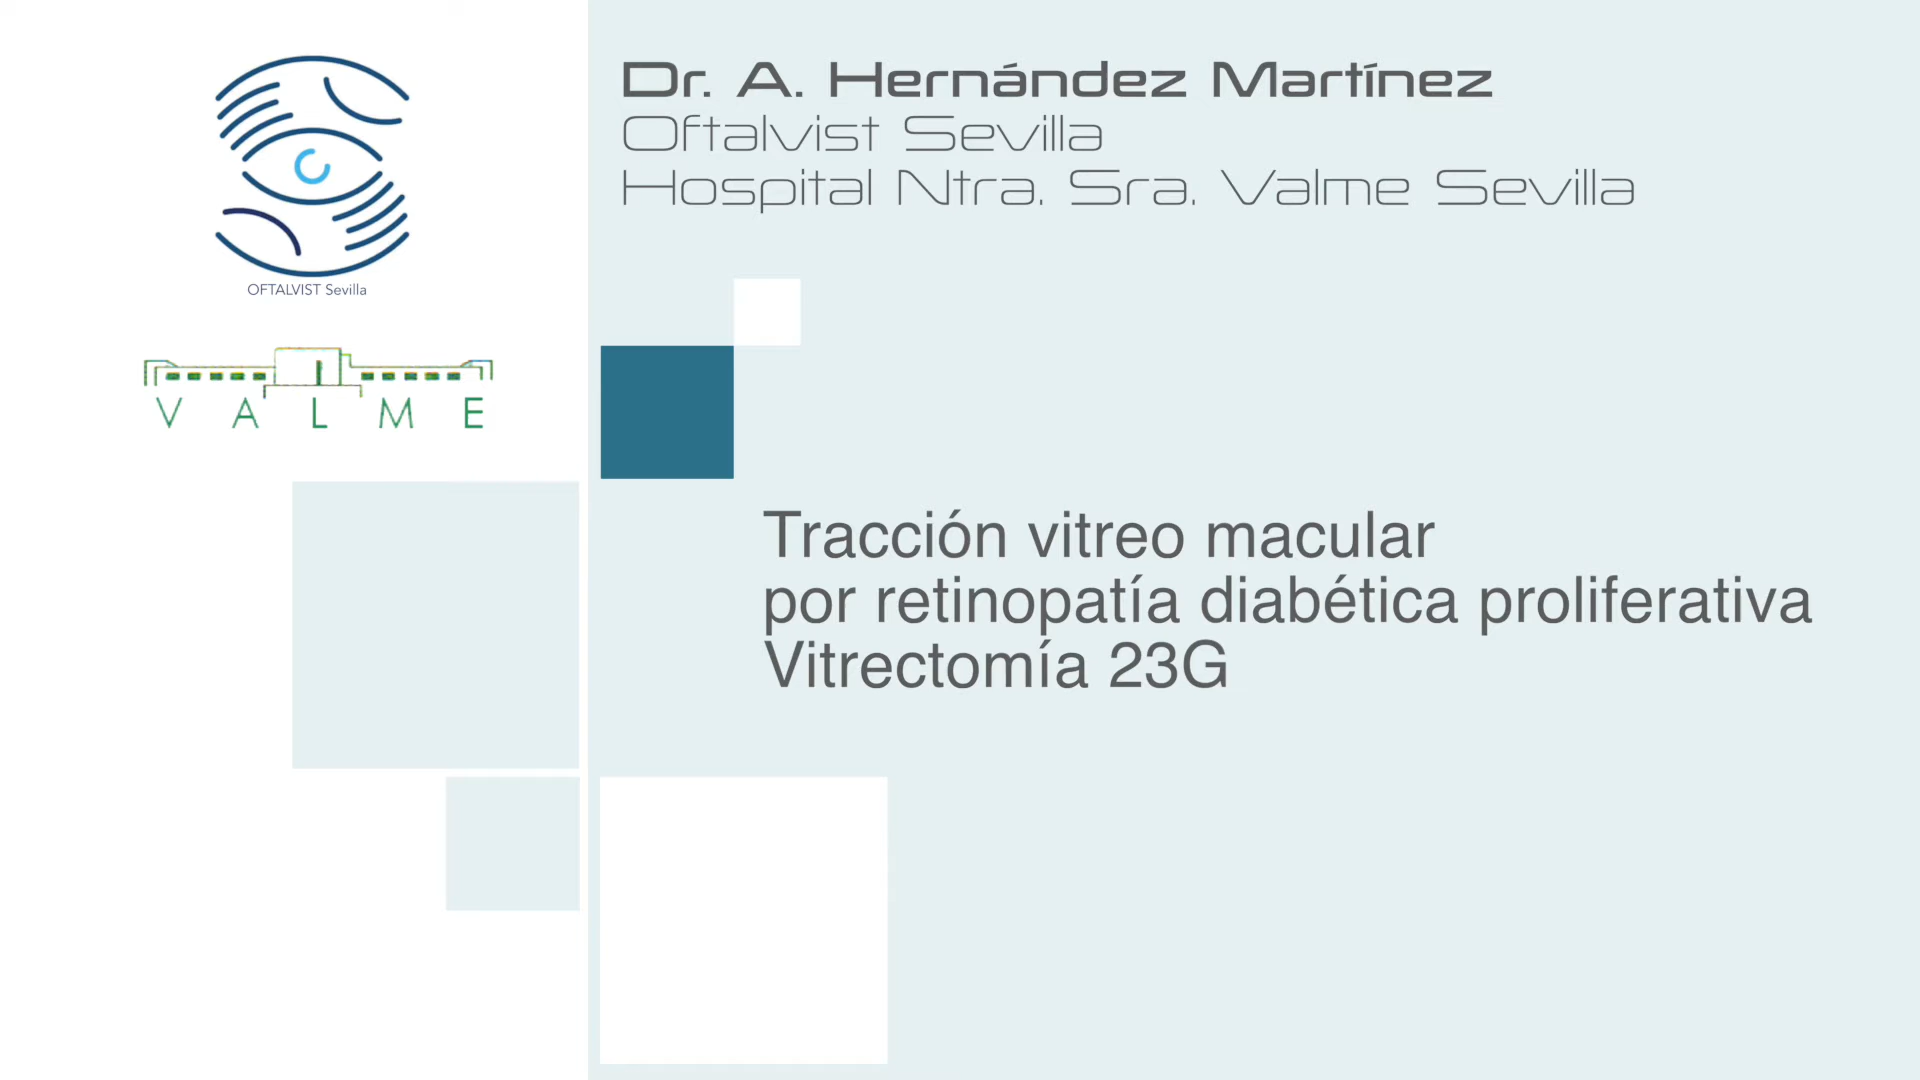 Dr. A. Hernández Martínez
Oftalvist Sevilla
Hospital Ntra. Sra. Valme Sevilla
OFTALVIST Sevilla
VALME
Tracción vitreo macular
por retinopatía diabética proliferativa
Vitrectomía 23G